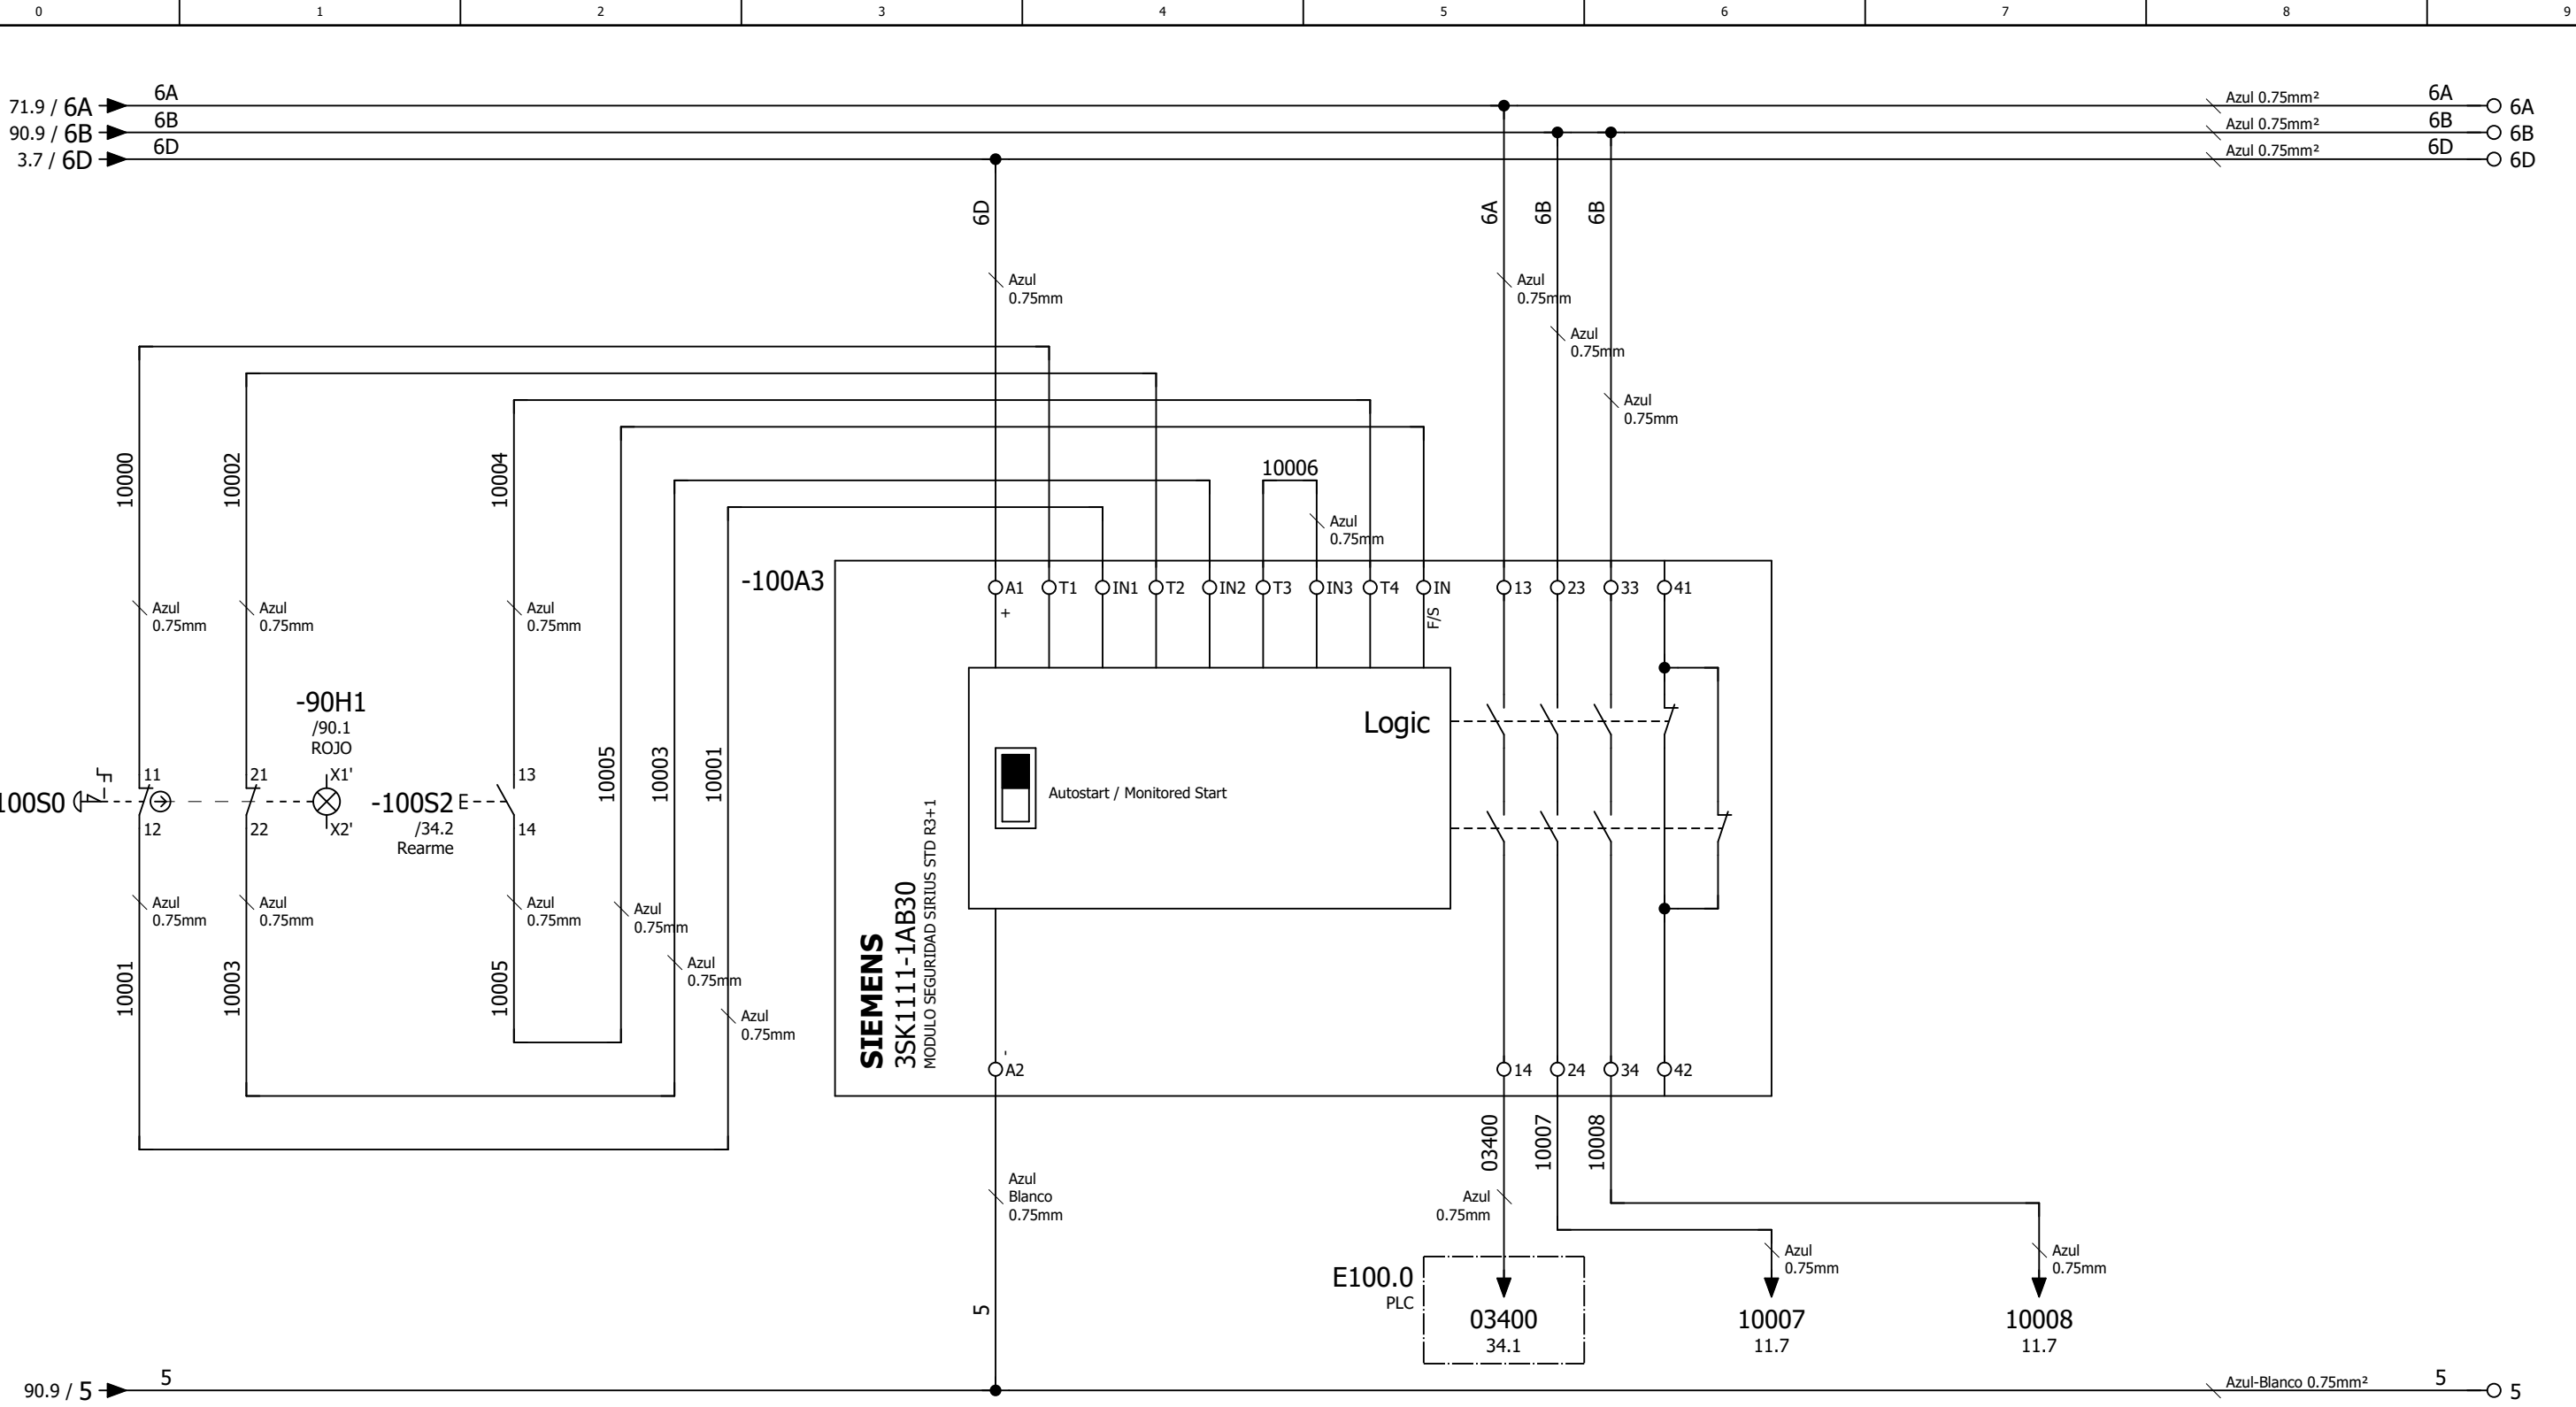 0 1 2 3 4 5 6 7 8 9
71.9 / 6A 6A Azul 0.75mm² 6A 6A
90.9 / 6B 6B Azul 0.75mm² 6B 6B
3.7 / 6D 6D Azul 0.75mm² 6D 6D
6D 6A 6B 6B
Azul
0.75mm
Azul
0.75mm
Azul
0.75mm
Azul
0.75mm
10000 10002 10004 10006
Azul
0.75mm
-100A3
A1 T1 IN1 T2 IN2 T3 IN3 T4 IN 13 23 33 41
+ F/S
Azul
0.75mm
Azul
0.75mm
Azul
0.75mm
-90H1
/90.1
ROJO
Logic
10005 10003 10001
11 21 X1' 13
100S0 -100S2 E
12 22 X2' 14
/34.2
Rearme
Autostart / Monitored Start
SIEMENS
3SK1111-1AB30
MODULO SEGURIDAD SIRIUS STD R3+1
Azul
0.75mm
Azul
0.75mm
Azul
0.75mm
Azul
0.75mm
Azul
0.75mm
Azul
0.75mm
10001 10003 10005
-
A2 14 24 34 42
03400 10007 10008
Azul
Blanco
0.75mm
Azul
0.75mm
Azul
0.75mm
Azul
0.75mm
E100.0
PLC
5
03400
34.1
10007
11.7
10008
11.7
90.9 / 5 5 Azul-Blanco 0.75mm² 5 5